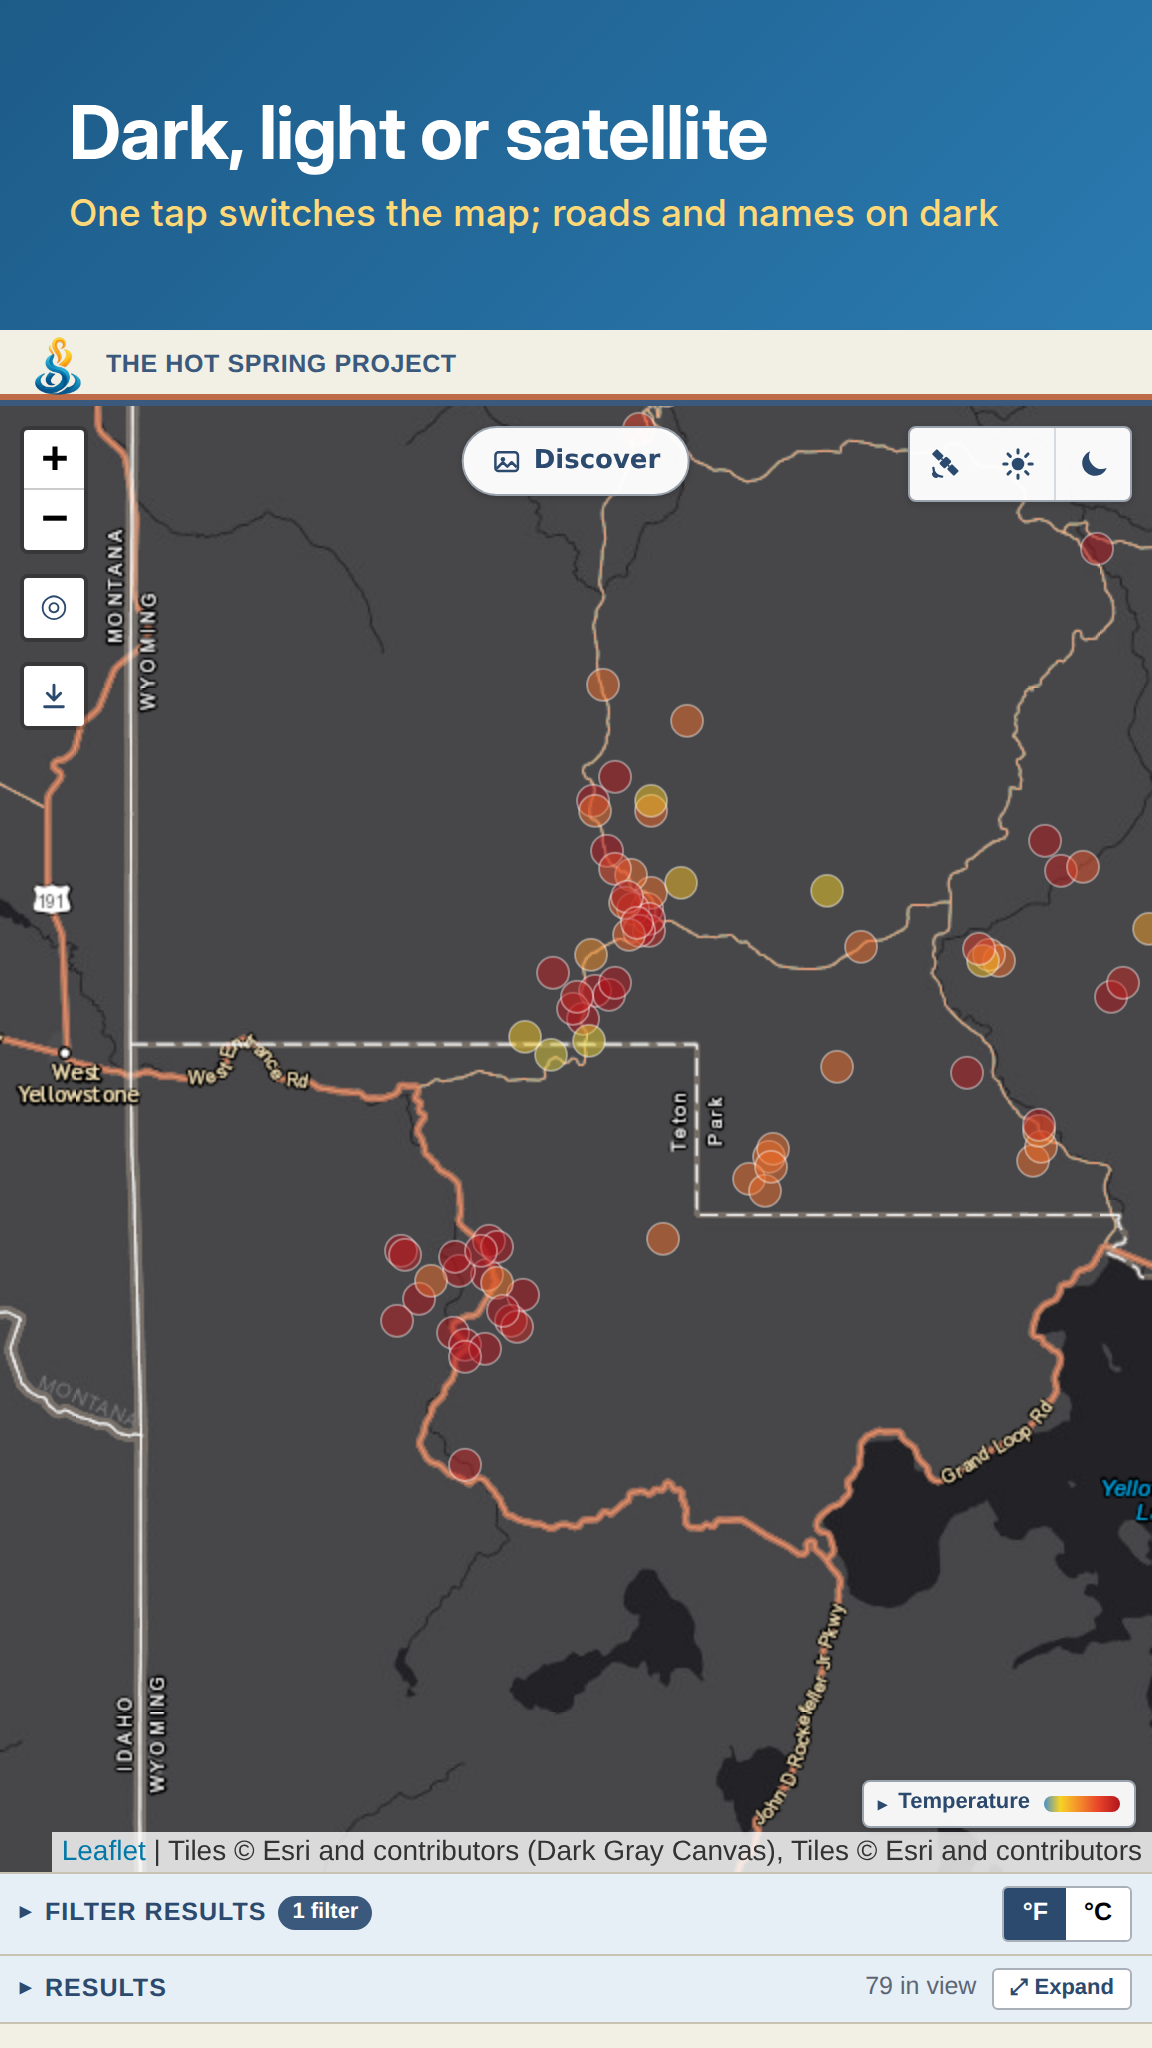 Dark, light or satellite
One tap switches the map; roads and names on dark
THE HOT SPRING PROJECT
+
Discover
−
MONTANA
WYOMING
191
West
Yellowstone
West Entrance Rd
Teton
Park
MONTANA
Grand Loop Rd
Yello
L
John D Rockefeller Jr Pkwy
IDAHO
WYOMING
▸ Temperature
Leaflet | Tiles © Esri and contributors (Dark Gray Canvas), Tiles © Esri and contributors
▸ FILTER RESULTS 1 filter °F °C
▸ RESULTS 79 in view ⤢ Expand